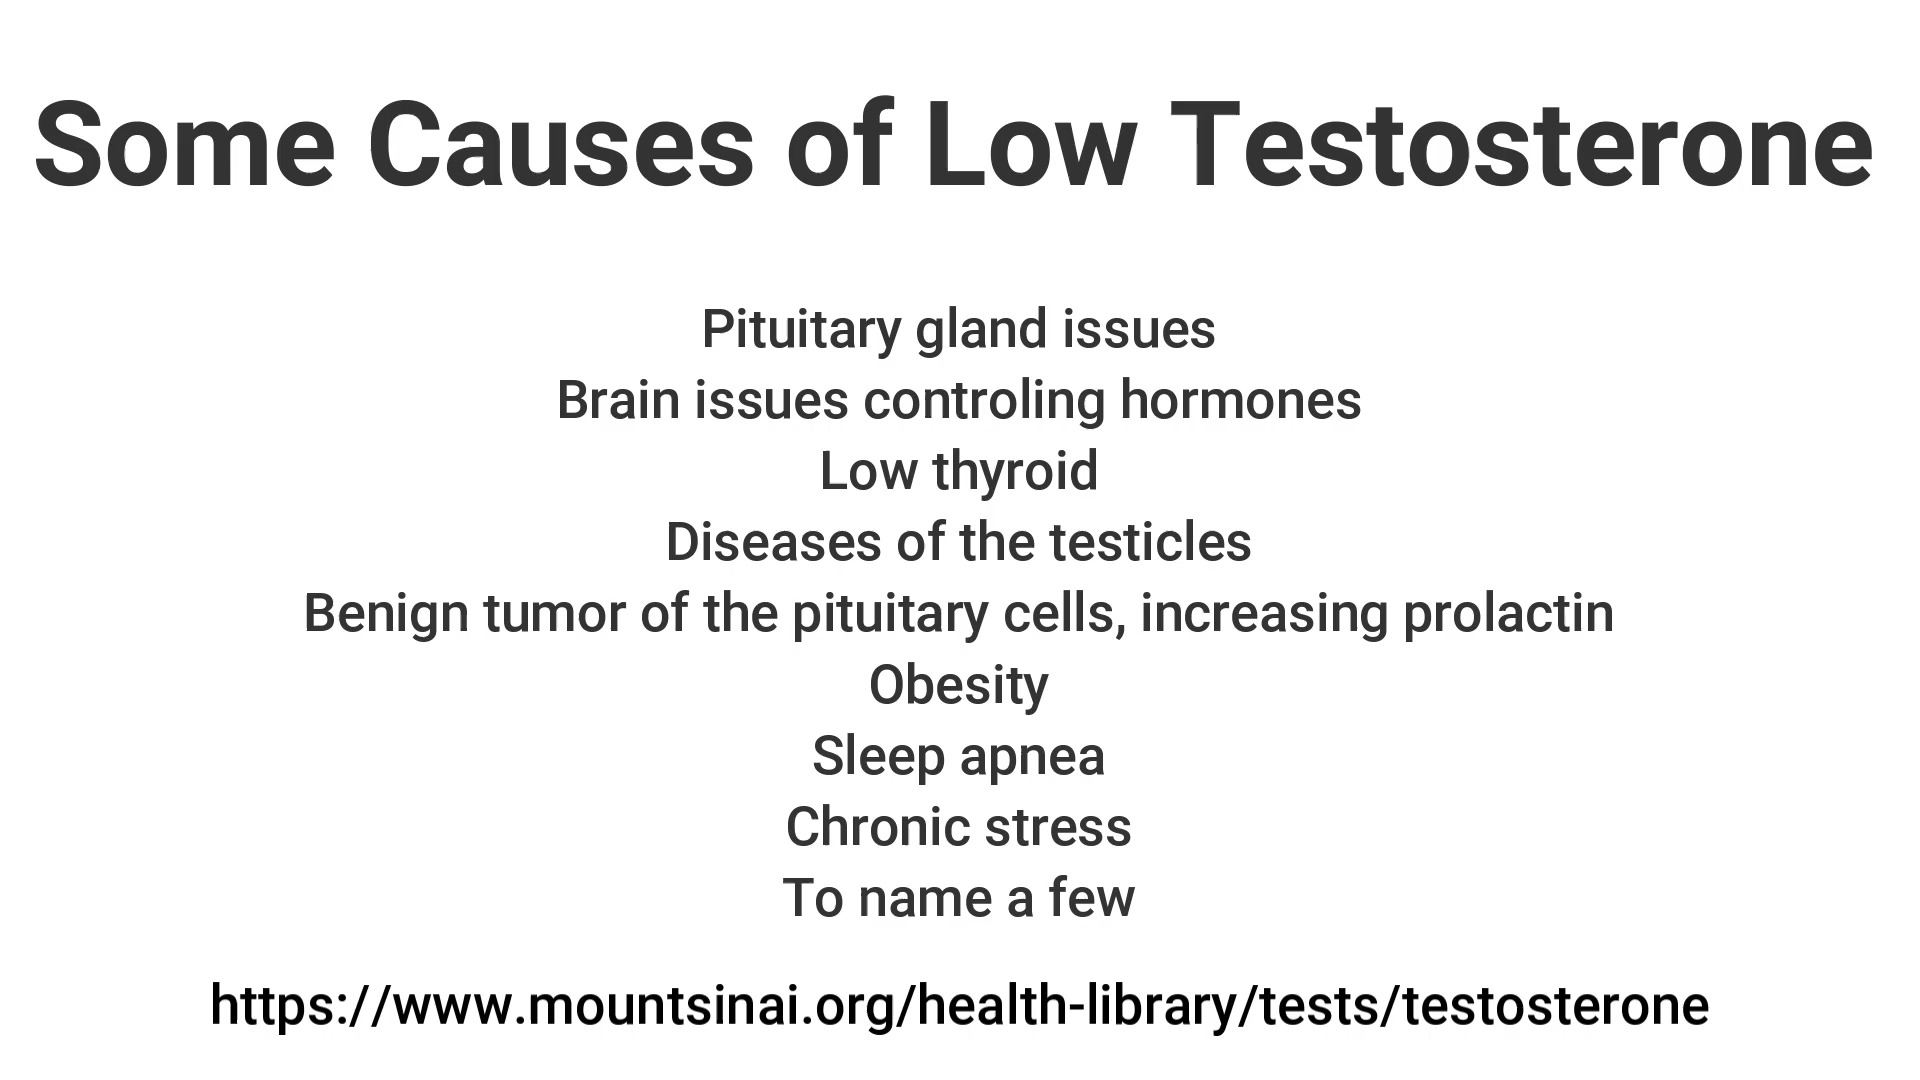 Some Causes of Low Testosterone
Pituitary gland issues
Brain issues controling hormones
Low thyroid
Diseases of the testicles
Benign tumor of the pituitary cells, increasing prolactin
Obesity
Sleep apnea
Chronic stress
To name a few
https://www.mountsinai.org/health-library/tests/testosterone